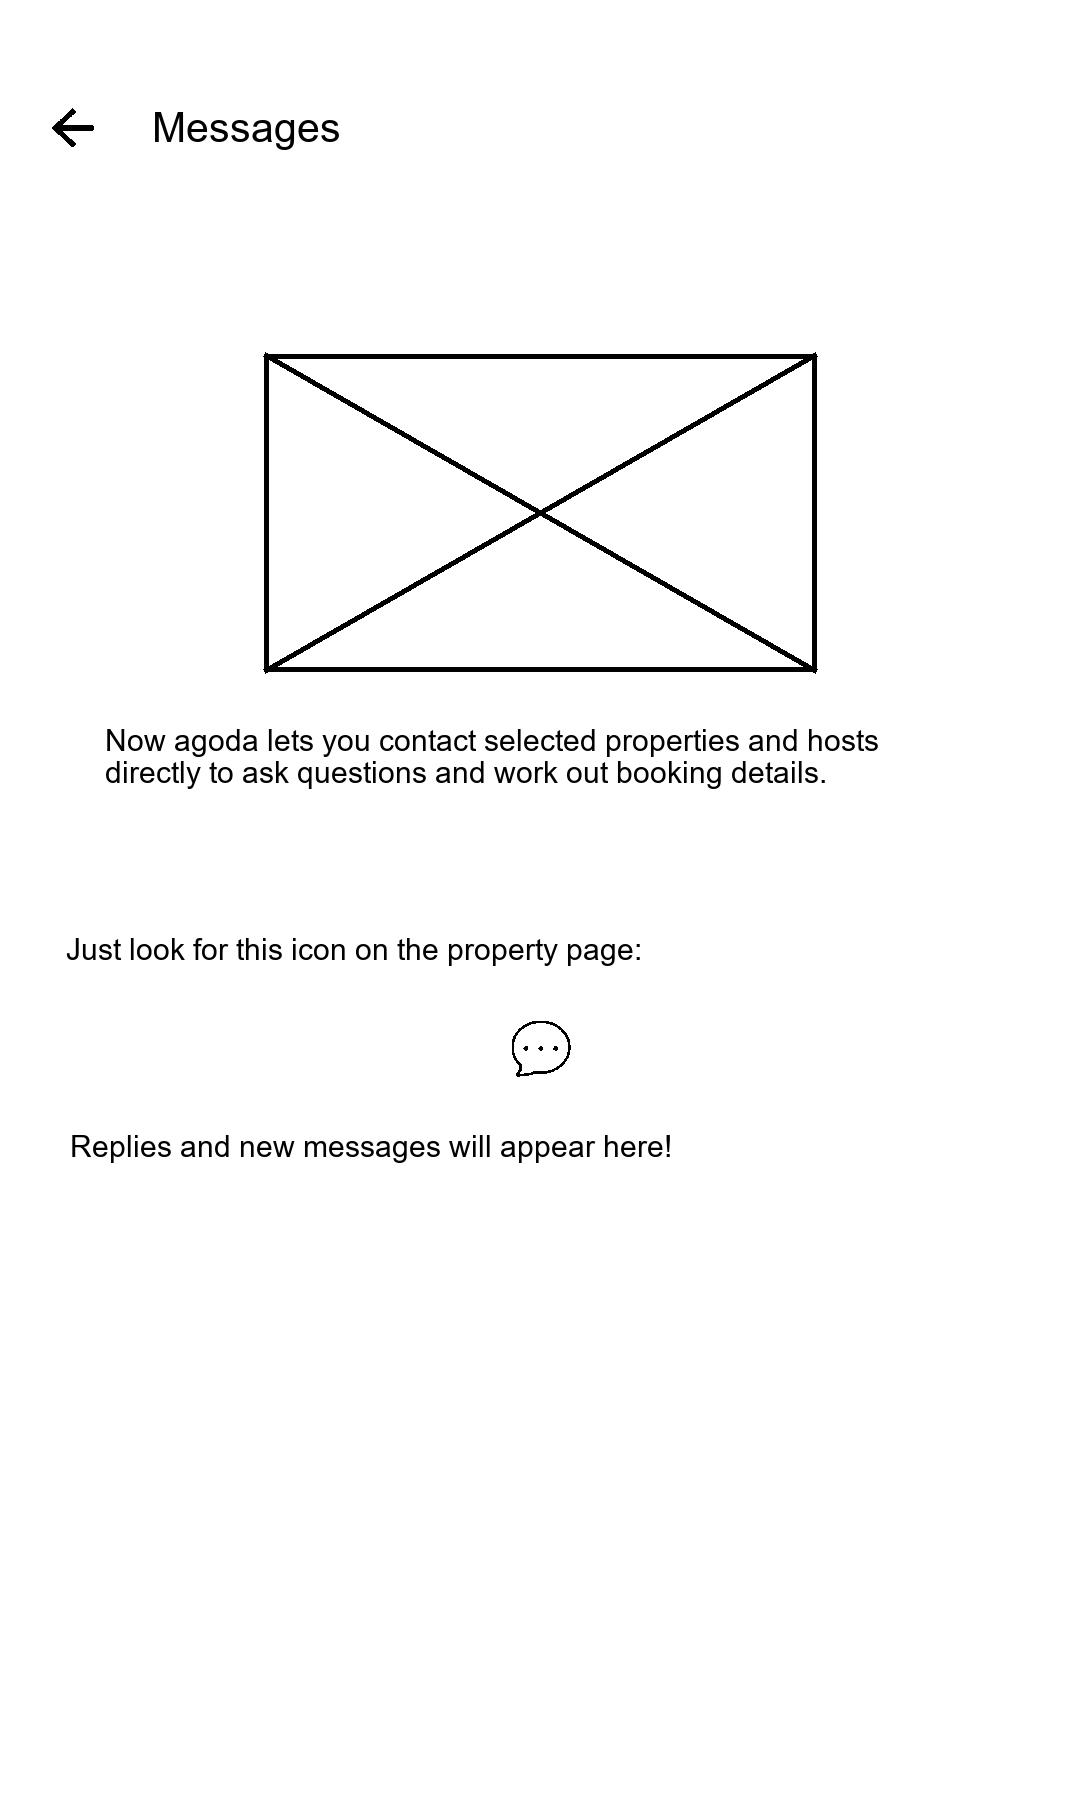 Messages
Now agoda lets you contact selected properties and hosts
directly to ask questions and work out booking details.
Just look for this icon on the property page:
Replies and new messages will appear here!